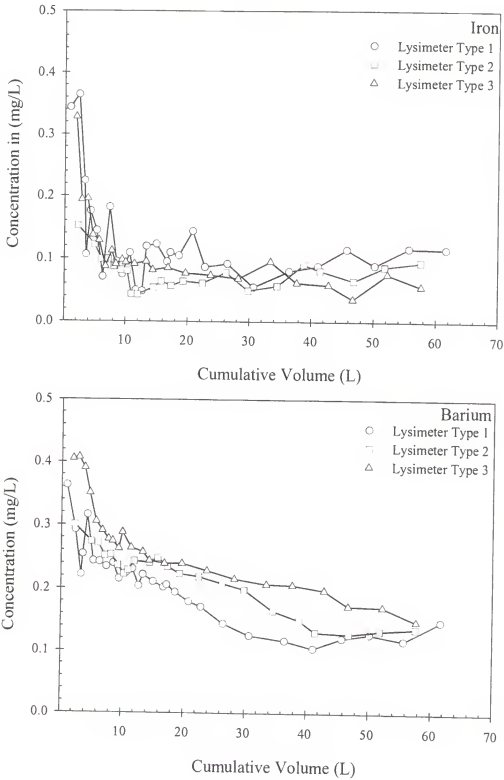 Iron
Lysimeter Type 1
Lysimeter Type 2
Lysimeter Type 3
Concentration in (mg/L)
0.5
0.4
0.3
0.2
0.1
0.0
10 20 30 40 50 60 70
Cumulative Volume (L)
Barium
Lysimeter Type 1
Lysimeter Type 2
Lysimeter Type 3
Concentration (mg/L)
0.5
0.4
0.3
0.2
0.1
0.0
10 20 30 40 50 60 70
Cumulative Volume (L)